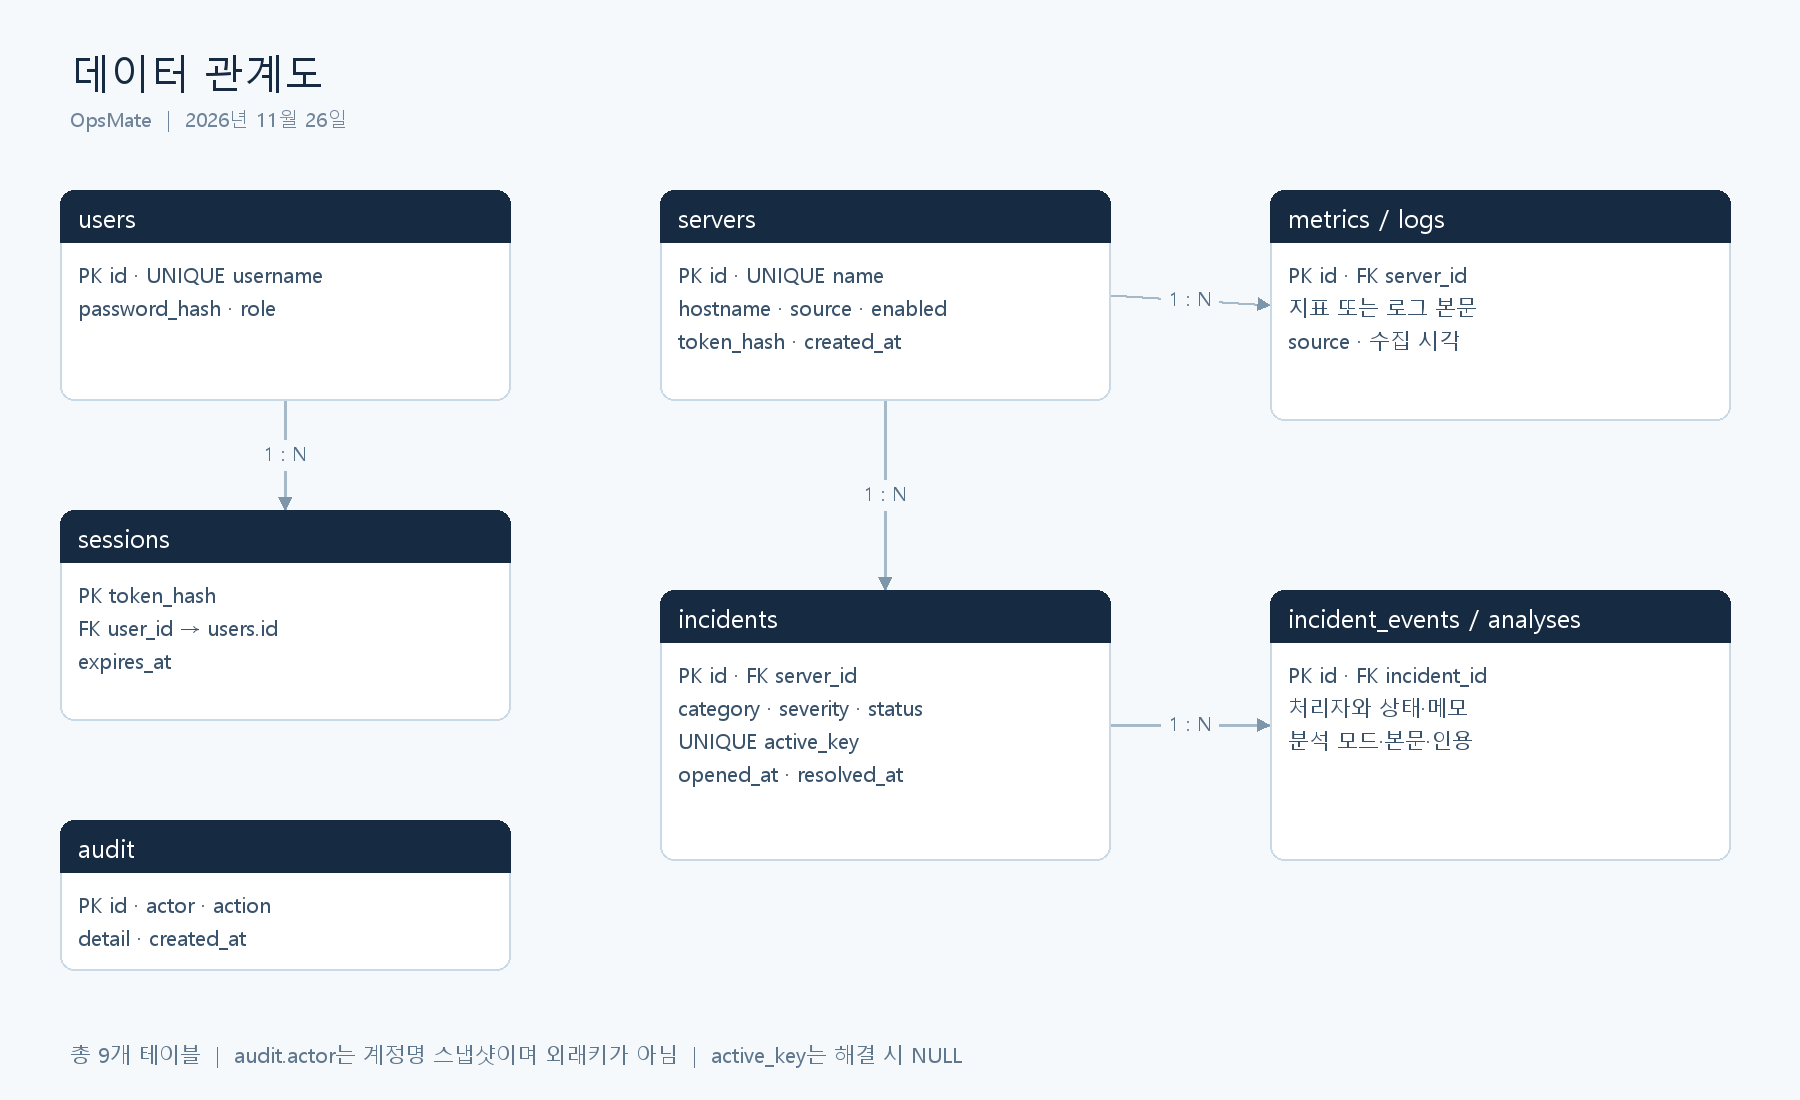 데이터 관계도
OpsMate | 2026년 11월 26일
users
PK id · UNIQUE username
password_hash · role
1 : N
sessions
PK token_hash
FK user_id → users.id
expires_at
audit
PK id · actor · action
detail · created_at
servers
PK id · UNIQUE name
hostname · source · enabled
token_hash · created_at
1 : N
metrics / logs
PK id · FK server_id
지표 또는 로그 본문
source · 수집 시각
1 : N
incidents
PK id · FK server_id
category · severity · status
UNIQUE active_key
opened_at · resolved_at
1 : N
incident_events / analyses
PK id · FK incident_id
처리자와 상태·메모
분석 모드·본문·인용
총 9개 테이블 | audit.actor는 계정명 스냅샷이며 외래키가 아님 | active_key는 해결 시 NULL